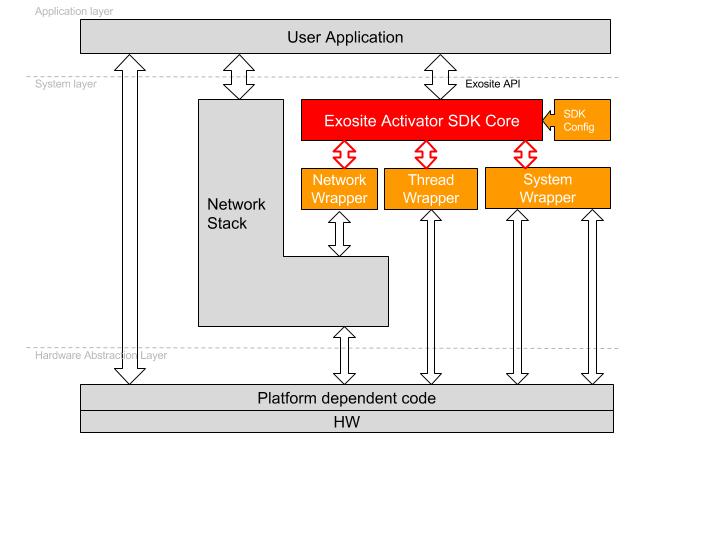 Application layer
User Application
System layer
Exosite API
Exosite Activator SDK Core
SDK
Config
Network
Wrapper
Thread
Wrapper
System
Wrapper
Network
Stack
Hardware Abstraction Layer
Platform dependent code
HW